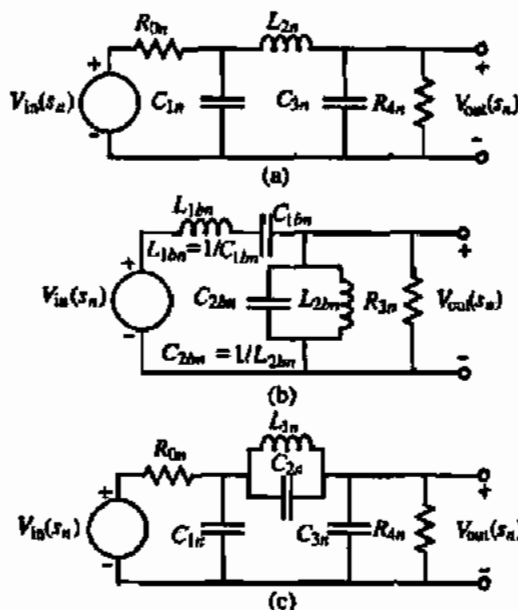 R0n L2n
+ +
Vin(sn) C1n C3n R4n Vout(sn)
- -
(a)
L1bn C1bn
L1bn=1/C1bn
+ +
Vin(sn) C2bn L2bn R3n Vout(sn)
- -
C2bn = 1/L2bn
(b)
L3n
R0n C2n
+ +
Vin(sn) C1n C3n R4n Vout(sn)
- -
(c)